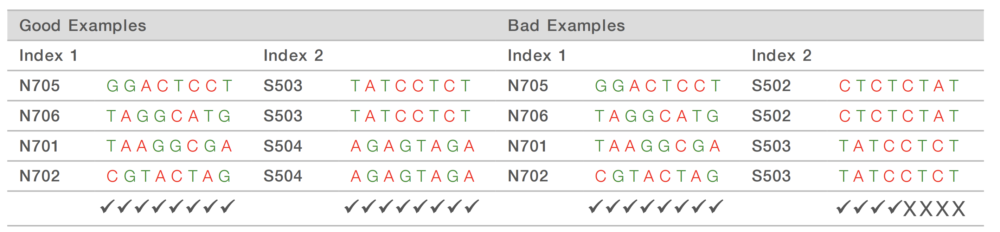 Good Examples Bad Examples
Index 1 Index 2 Index 1 Index 2
N705 G G A C T C C T S503 T A T C C T C T N705 G G A C T C C T S502 C T C T C T A T
N706 T A G G C A T G S503 T A T C C T C T N706 T A G G C A T G S502 C T C T C T A T
N701 T A A G G C G A S504 A G A G T A G A N701 T A A G G C G A S503 T A T C C T C T
N702 C G T A C T A G S504 A G A G T A G A N702 C G T A C T A G S503 T A T C C T C T
✓✓✓✓✓✓✓✓ ✓✓✓✓✓✓✓✓ ✓✓✓✓✓✓✓✓ ✓✓✓✓XXXX